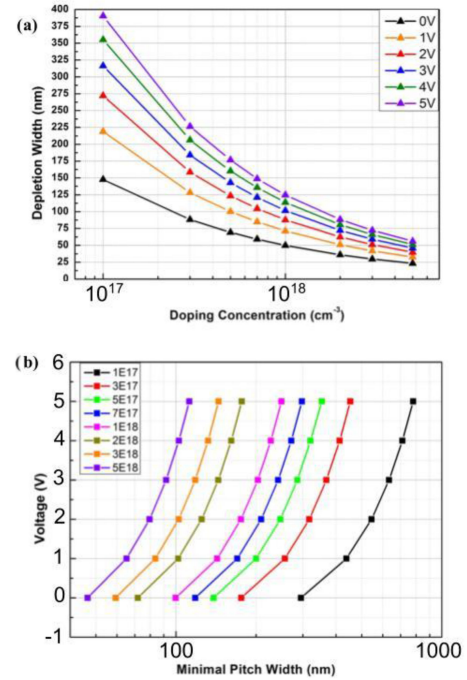 (a)
400
375
350
325
300
275
250
225
200
175
150
125
100
75
50
25
0
Depletion Width (nm)
0V
1V
2V
3V
4V
5V
10^17
10^18
Doping Concentration (cm^-3)
(b)
6
5
4
3
2
1
0
-1
Voltage (V)
1E17
3E17
5E17
7E17
1E18
2E18
3E18
5E18
100
1000
Minimal Pitch Width (nm)